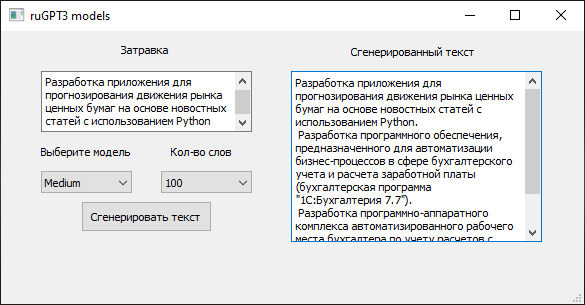 ruGPT3 models
Затравка
Разработка приложения для
прогнозирования движения рынка
ценных бумаг на основе новостных
статей с использованием Python
Выберите модель
Кол-во слов
Medium
100
Сгенерировать текст
Сгенерированный текст
Разработка приложения для
прогнозирования движения рынка ценных
бумаг на основе новостных статей с
использованием Python.
Разработка программного обеспечения,
предназначенного для автоматизации
бизнес-процессов в сфере бухгалтерского
учета и расчета заработной платы
(бухгалтерская программа
"1С:Бухгалтерия 7.7").
Разработка программно-аппаратного
комплекса автоматизированного рабочего
места бухгалтера по учету расчетов с